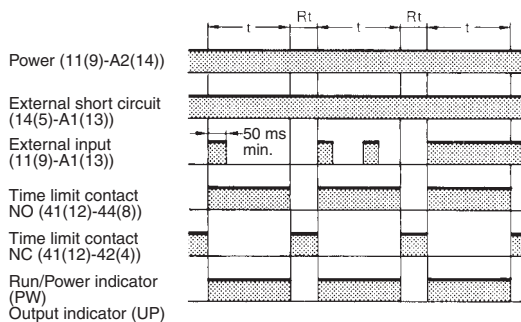 Rt Rt
t t t
Power (11(9)-A2(14))
External short circuit
(14(5)-A1(13))
External input
(11(9)-A1(13))
50 ms
min.
Time limit contact
NO (41(12)-44(8))
Time limit contact
NC (41(12)-42(4))
Run/Power indicator
(PW)
Output indicator (UP)